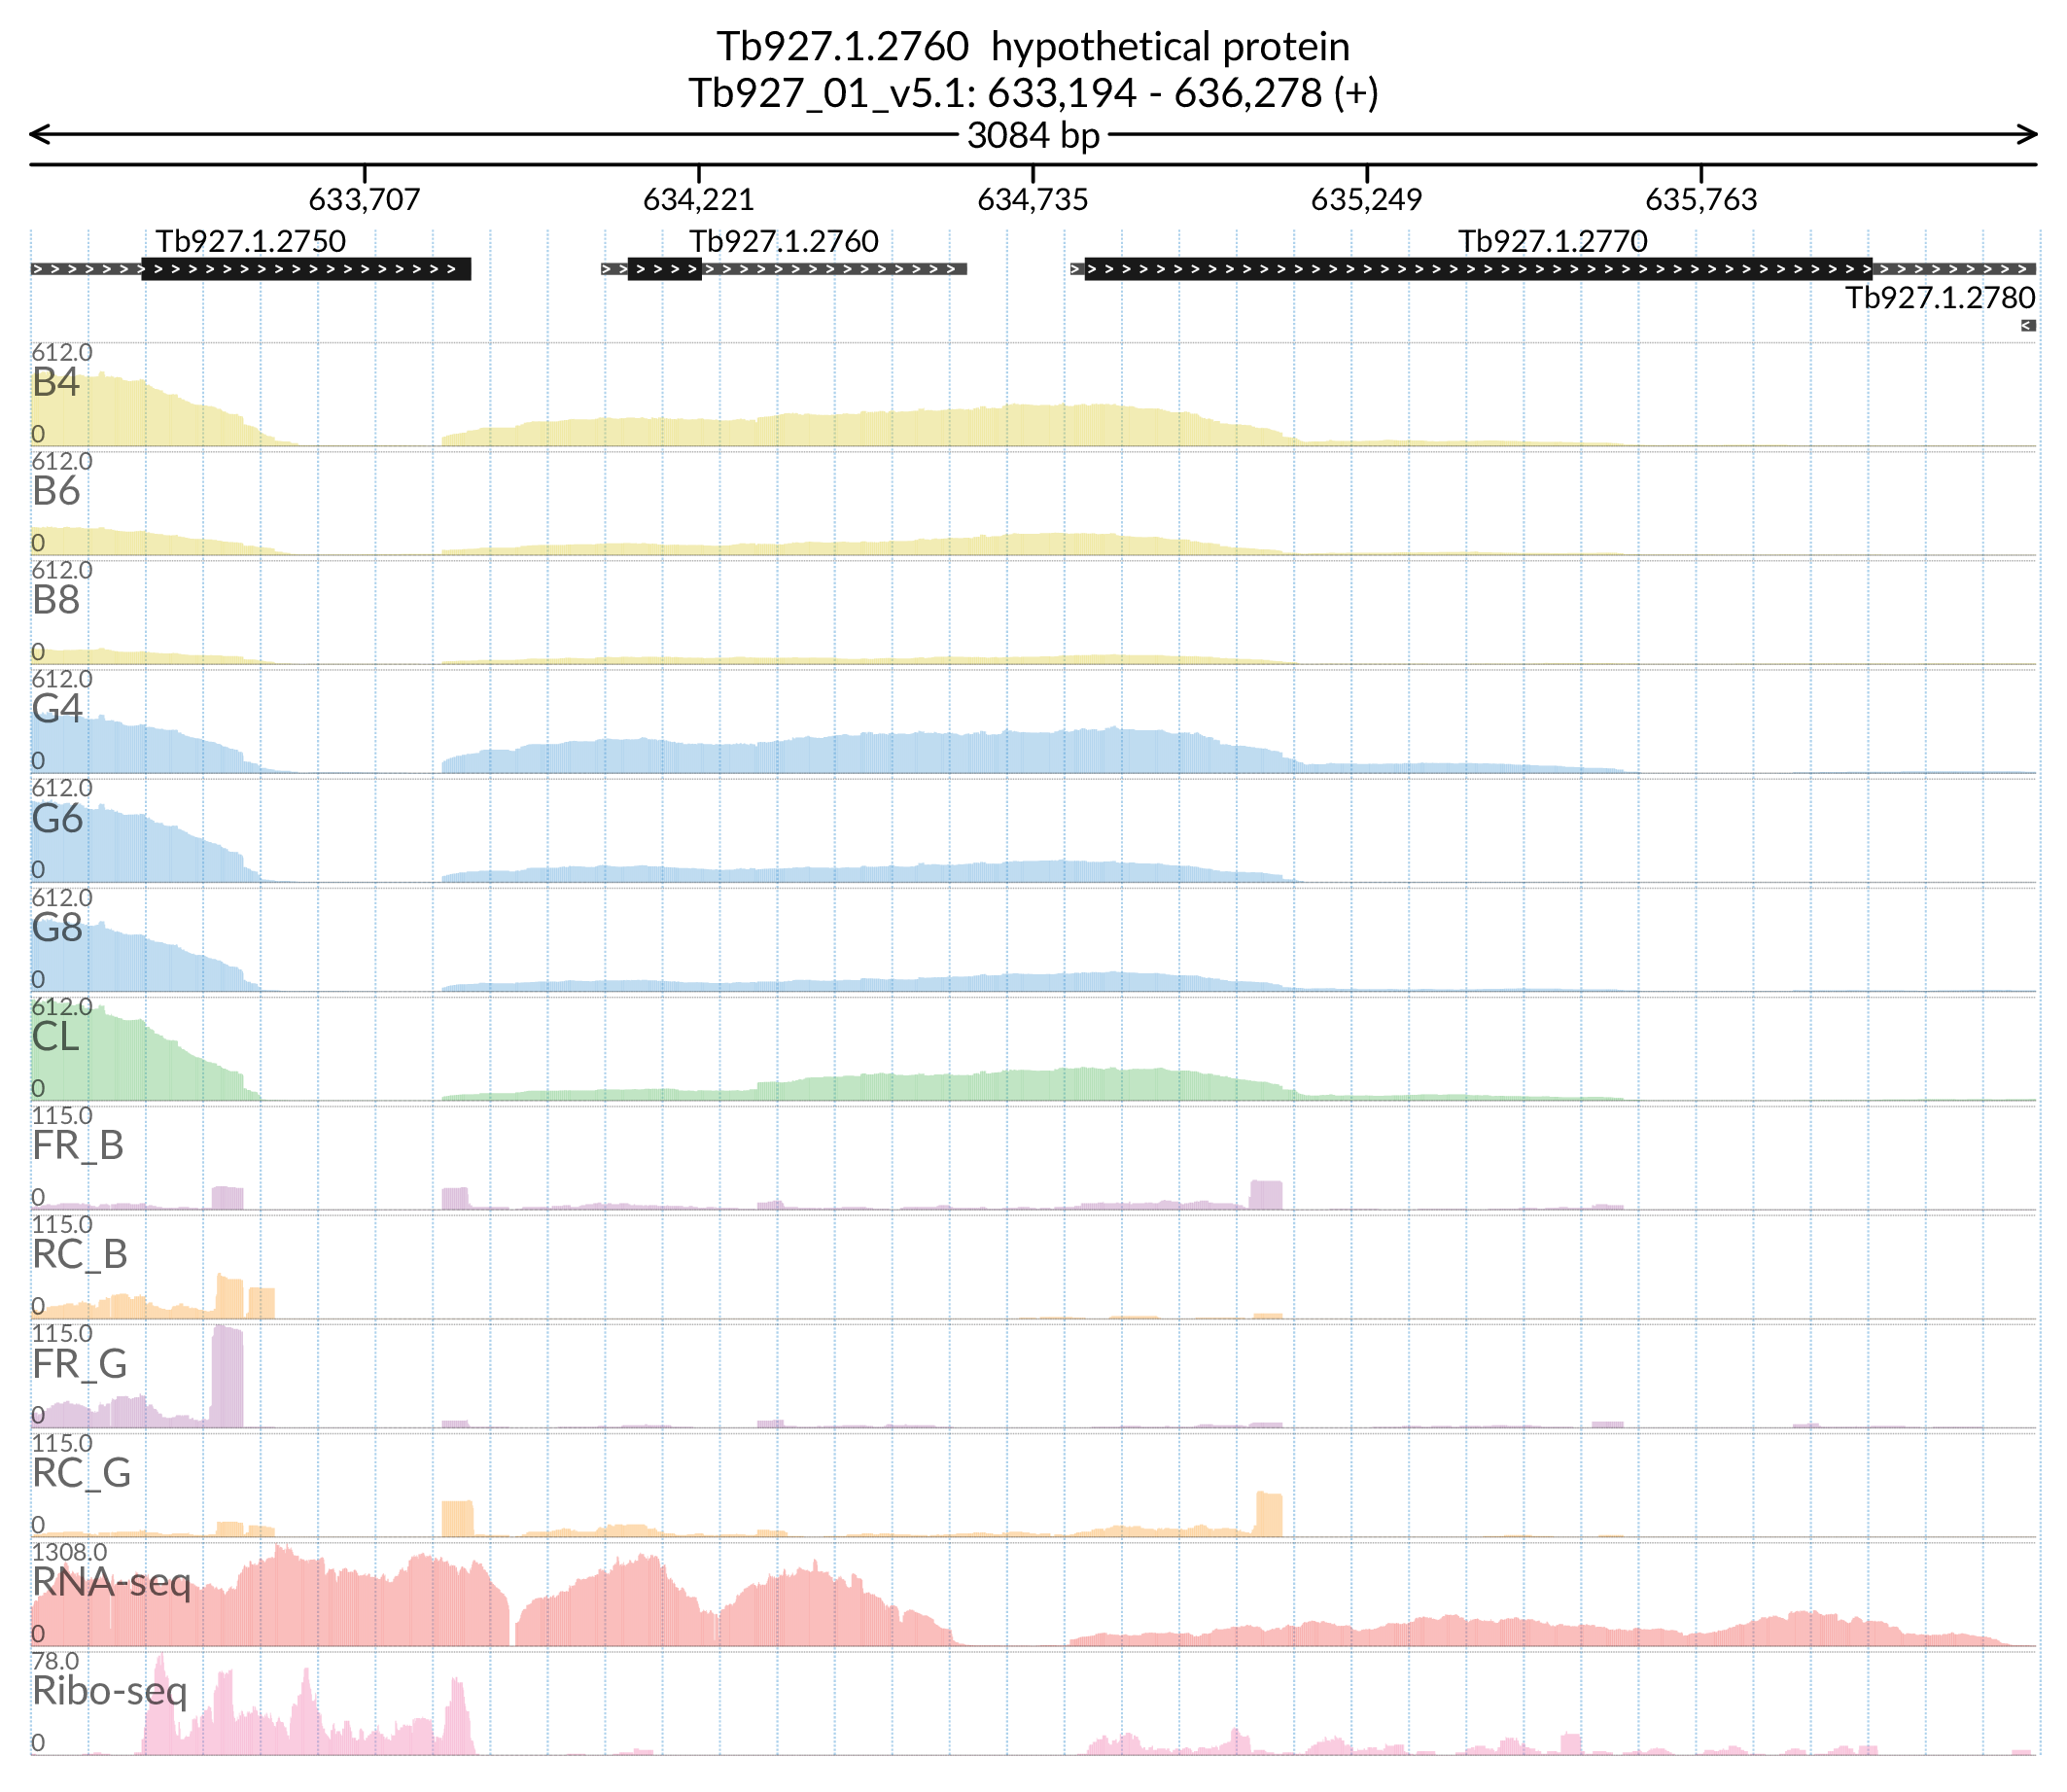 Tb927.1.2760  hypothetical protein
Tb927_01_v5.1: 633,194 - 636,278 (+)
3084 bp
633,707 634,221 634,735 635,249 635,763
Tb927.1.2750 Tb927.1.2760 Tb927.1.2770
Tb927.1.2780
612.0
B4
0
612.0
B6
0
612.0
B8
0
612.0
G4
0
612.0
G6
0
612.0
G8
0
612.0
CL
0
115.0
FR_B
0
115.0
RC_B
0
115.0
FR_G
0
115.0
RC_G
0
1308.0
RNA-seq
0
78.0
Ribo-seq
0